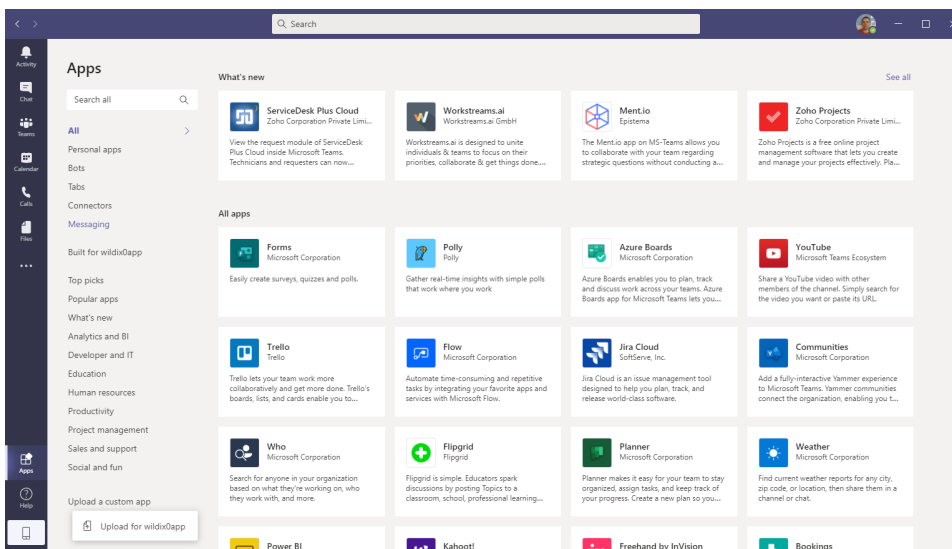 Search
Activity
Chat
Teams
Calendar
Calls
Files
Apps
Help
Apps
Search all
All
Personal apps
Bots
Tabs
Connectors
Messaging
Built for wildix0app
Top picks
Popular apps
What's new
Analytics and BI
Developer and IT
Education
Human resources
Productivity
Project management
Sales and support
Social and fun
Upload a custom app
Upload for wildix0app
What's new
See all
ServiceDesk Plus Cloud
Zoho Corporation Private Limi...
View the request module of ServiceDesk
Plus Cloud inside Microsoft Teams.
Technicians and requesters can now...
Workstreams.ai
Workstreams.ai GmbH
Workstreams.ai is designed to unite
individuals & teams to focus on their
priorities, collaborate & get things done....
Ment.io
Epistema
The Ment.io app on MS-Teams allows you
to collaborate with your team regarding
strategic questions without conducting a...
Zoho Projects
Zoho Corporation Private Limi...
Zoho Projects is a free online project
management software that lets you create
and manage your projects effectively. Pla...
All apps
Forms
Microsoft Corporation
Easily create surveys, quizzes and polls.
Polly
Polly
Gather real-time insights with simple polls
that work where you work
Azure Boards
Microsoft Corporation
Azure Boards enables you to plan, track
and discuss work across your teams. Azure
Boards app for Microsoft Teams lets you...
YouTube
Microsoft Teams Ecosystem
Share a YouTube video with other
members of the channel. Simply search for
the video you want or paste its URL.
Trello
Trello
Trello lets your team work more
collaboratively and get more done. Trello's
boards, lists, and cards enable you to...
Flow
Microsoft Corporation
Automate time-consuming and repetitive
tasks by integrating your favorite apps and
services with Microsoft Flow.
Jira Cloud
SoftServe, Inc.
Jira Cloud is an issue management tool
designed to help you plan, track, and
release world-class software.
Communities
Microsoft Corporation
Add a fully-interactive Yammer experience
to Microsoft Teams. Yammer communities
connect the organization, enabling you t...
Who
Microsoft Corporation
Search for anyone in your organization
based on what they're working on, who
they work with, and more.
Flipgrid
Flipgrid
Flipgrid is simple. Educators spark
discussions by posting Topics to a
classroom, school, professional learning...
Planner
Microsoft Corporation
Planner makes it easy for your team to stay
organized, assign tasks, and keep track of
your progress. Create a new plan so you...
Weather
Microsoft Corporation
Find current weather reports for any city,
zip code, or location, then share them in a
channel or chat.
Power BI
Kahoot!
Freehand by InVision
Bookings